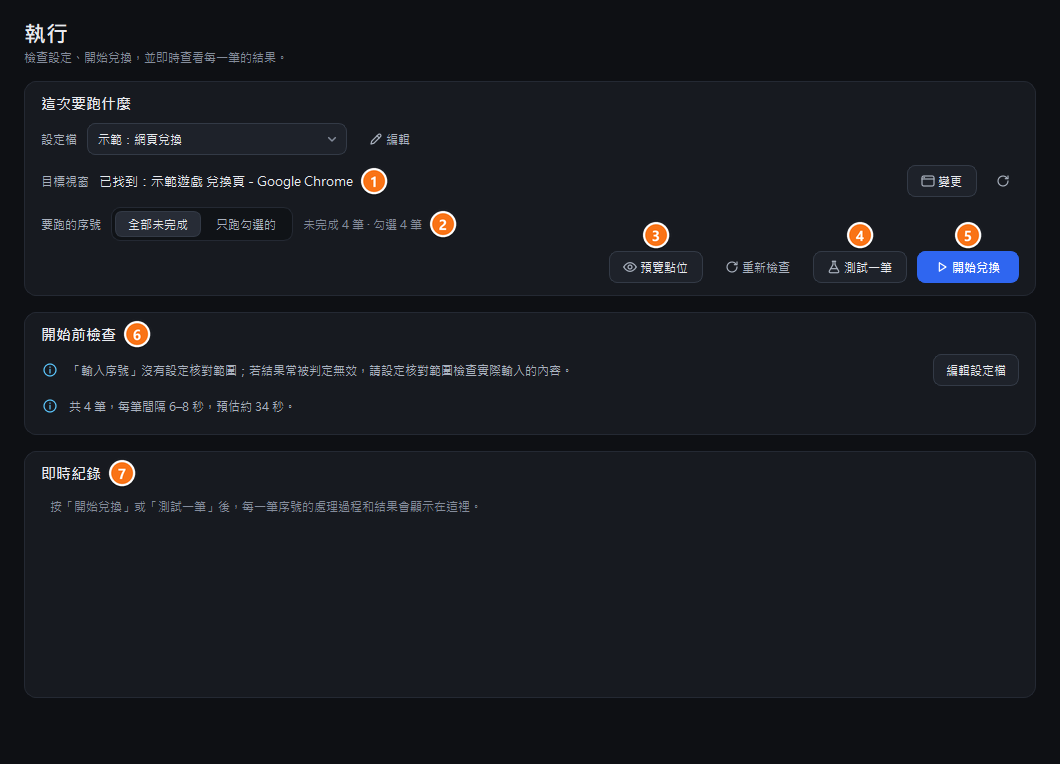 執行
檢查設定、開始兌換，並即時查看每一筆的結果。
這次要跑什麼
設定檔 示範：網頁兌換 編輯
目標視窗 已找到：示範遊戲 兌換頁 - Google Chrome 1 變更
要跑的序號 全部未完成 只跑勾選的 未完成 4 筆 · 勾選 4 筆 2
3 4 5
預覽點位 重新檢查 測試一筆 開始兌換
開始前檢查 6
「輸入序號」沒有設定核對範圍；若結果常被判定無效，請設定核對範圍檢查實際輸入的內容。 編輯設定檔
共 4 筆，每筆間隔 6–8 秒，預估約 34 秒。
即時紀錄 7
按「開始兌換」或「測試一筆」後，每一筆序號的處理過程和結果會顯示在這裡。